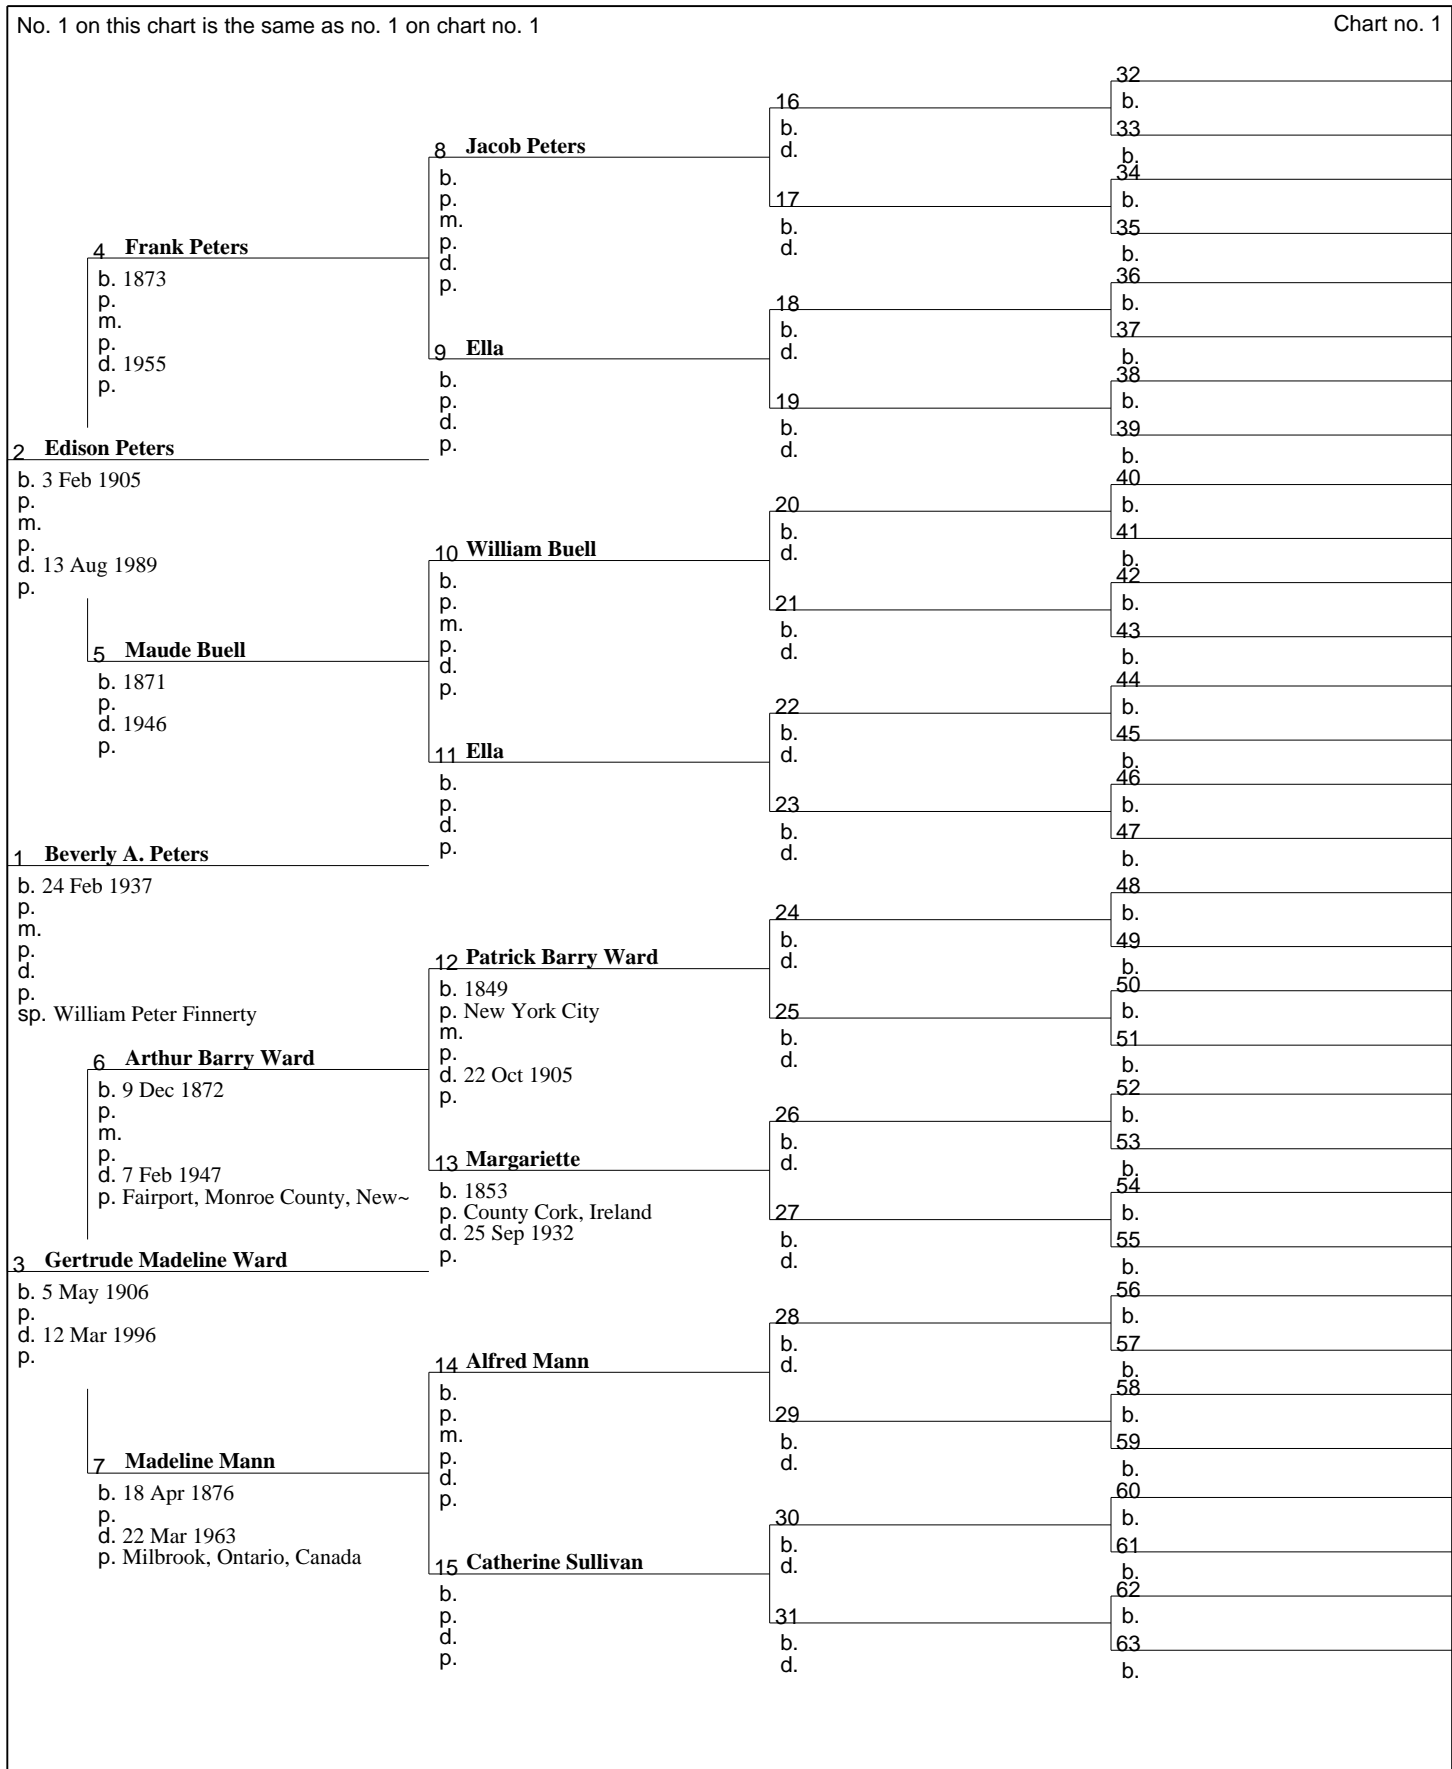 No. 1 on this chart is the same as no. 1 on chart no. 1
Chart no. 1
2 Edison Peters
b. 3 Feb 1905
p.
m.
p.
d. 13 Aug 1989
p.
1 Beverly A. Peters
b. 24 Feb 1937
p.
m.
p.
d.
p.
sp. William Peter Finnerty
3 Gertrude Madeline Ward
b. 5 May 1906
p.
d. 12 Mar 1996
p.
4 Frank Peters
b. 1873
p.
m.
p.
d. 1955
p.
5 Maude Buell
b. 1871
p.
d. 1946
p.
6 Arthur Barry Ward
b. 9 Dec 1872
p.
m.
p.
d. 7 Feb 1947
p. Fairport, Monroe County, New~
7 Madeline Mann
b. 18 Apr 1876
p.
d. 22 Mar 1963
p. Milbrook, Ontario, Canada
8 Jacob Peters
b.
p.
m.
p.
d.
p.
9 Ella
b.
p.
d.
p.
10 William Buell
b.
p.
m.
p.
d.
p.
11 Ella
b.
p.
d.
p.
12 Patrick Barry Ward
b. 1849
p. New York City
m.
p.
d. 22 Oct 1905
p.
13 Margariette
b. 1853
p. County Cork, Ireland
d. 25 Sep 1932
p.
14 Alfred Mann
b.
p.
m.
p.
d.
p.
15 Catherine Sullivan
b.
p.
d.
p.
16
b.
d.
17
b.
d.
18
b.
d.
19
b.
d.
20
b.
d.
21
b.
d.
22
b.
d.
23
b.
d.
24
b.
d.
25
b.
d.
26
b.
d.
27
b.
d.
28
b.
d.
29
b.
d.
30
b.
d.
31
b.
d.
32
b.
33
b.
34
b.
35
b.
36
b.
37
b.
38
b.
39
b.
40
b.
41
b.
42
b.
43
b.
44
b.
45
b.
46
b.
47
b.
48
b.
49
b.
50
b.
51
b.
52
b.
53
b.
54
b.
55
b.
56
b.
57
b.
58
b.
59
b.
60
b.
61
b.
62
b.
63
b.